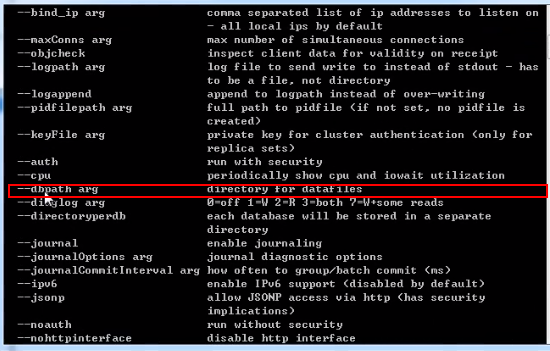 --bind_ip arg comma separated list of ip addresses to listen on
- all local ips by default
--maxConns arg max number of simultaneous connections
--objcheck inspect client data for validity on receipt
--logpath arg log file to send write to instead of stdout - has
to be a file, not directory
--logappend append to logpath instead of over-writing
--pidfilepath arg full path to pidfile (if not set, no pidfile is
created)
--keyFile arg private key for cluster authentication (only for
replica sets)
--auth run with security
--cpu periodically show cpu and iowait utilization
--dbpath arg directory for datafiles
--diaglog arg 0=off 1=W 2=R 3=both 7=W+some reads
--directoryperdb each database will be stored in a separate
directory
--journal enable journaling
--journalOptions arg journal diagnostic options
--journalCommitInterval arg how often to group/batch commit (ms)
--ipv6 enable IPv6 support (disabled by default)
--jsonp allow JSONP access via http (has security
implications)
--noauth run without security
--nohttpinterface disable http interface